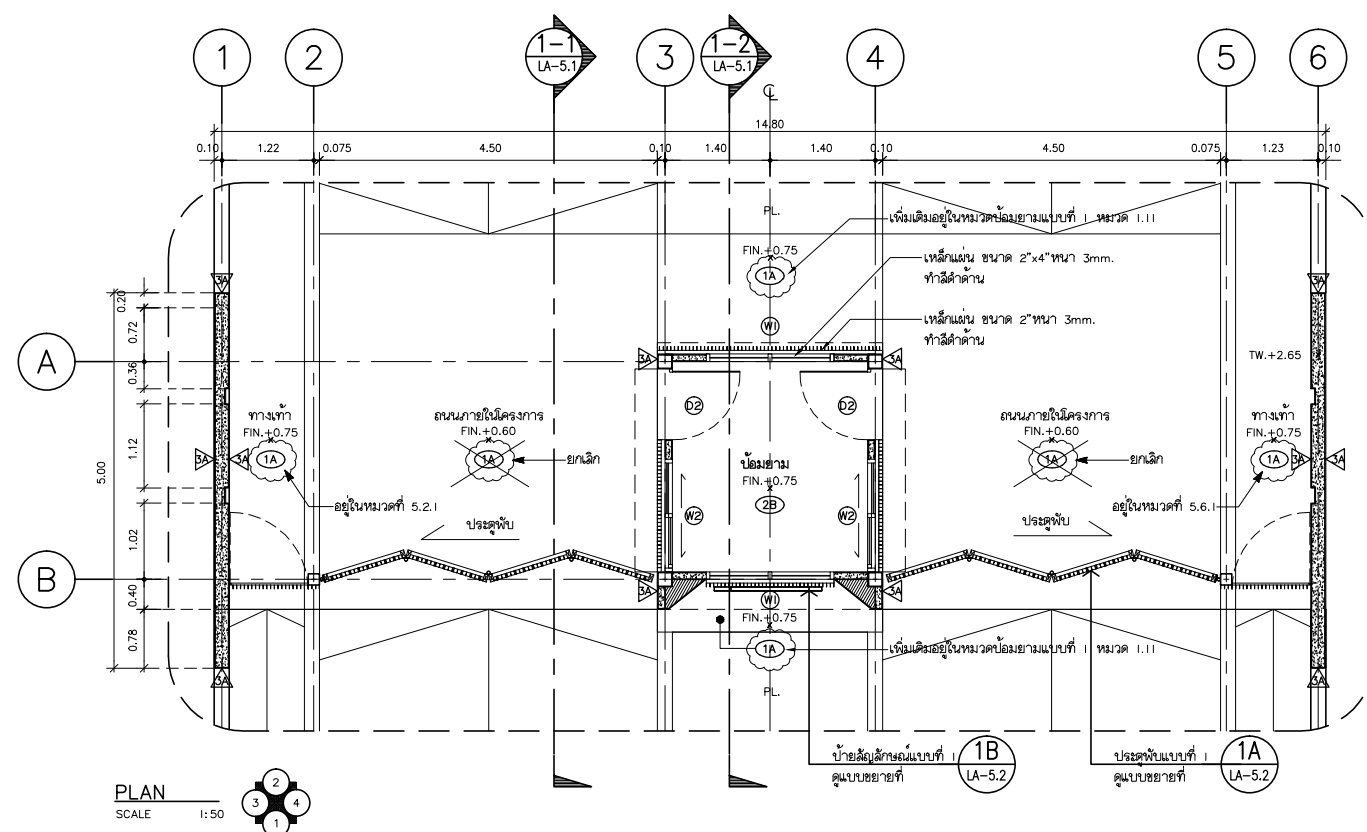 1 2 1-1 3 1-2 4 5 6
LA-5.1 LA-5.1
14.80
0.10 1.22 0.075 4.50 0.10 1.40 1.40 0.10 4.50 0.075 1.23 0.10
PL.
เพิ่มเติมอยู่ในหมวดป้อมยามแบบที่ 1 หมวด 1.11
FIN.+0.75
1A
เหล็กแผ่น ขนาด 2"x4"หนา 3mm.
ทำสีดำด้าน
3A 3A
0.20
W1
เหล็กแผ่น ขนาด 2"หนา 3mm.
ทำสีดำด้าน
0.72
A
3A 3A
TW.+2.65
0.36
D2 D2
ทางเท้า
FIN.+0.75
ถนนภายในโครงการ
FIN.+0.60
ถนนภายในโครงการ
FIN.+0.60
ทางเท้า
FIN.+0.75
1.12
5.00
3A 3A 1A
1A ยกเลิก
ป้อมยาม
FIN.+0.75
2B
1A ยกเลิก
1A 3A 3A
อยู่ในหมวดที่ 5.2.1
อยู่ในหมวดที่ 5.6.1
W2 W2
ประตูพับ
ประตูพับ
1.02
B
3A 3A
0.40
W1
FIN.+0.75
1A
เพิ่มเติมอยู่ในหมวดป้อมยามแบบที่ 1 หมวด 1.11
0.78
3A 3A
PL.
ป้ายสัญลักษณ์แบบที่ 1
ดูแบบขยายที่
1B
LA-5.2
ประตูพับแบบที่ 1
ดูแบบขยายที่
1A
LA-5.2
PLAN
SCALE 1:50
2
3 4
1